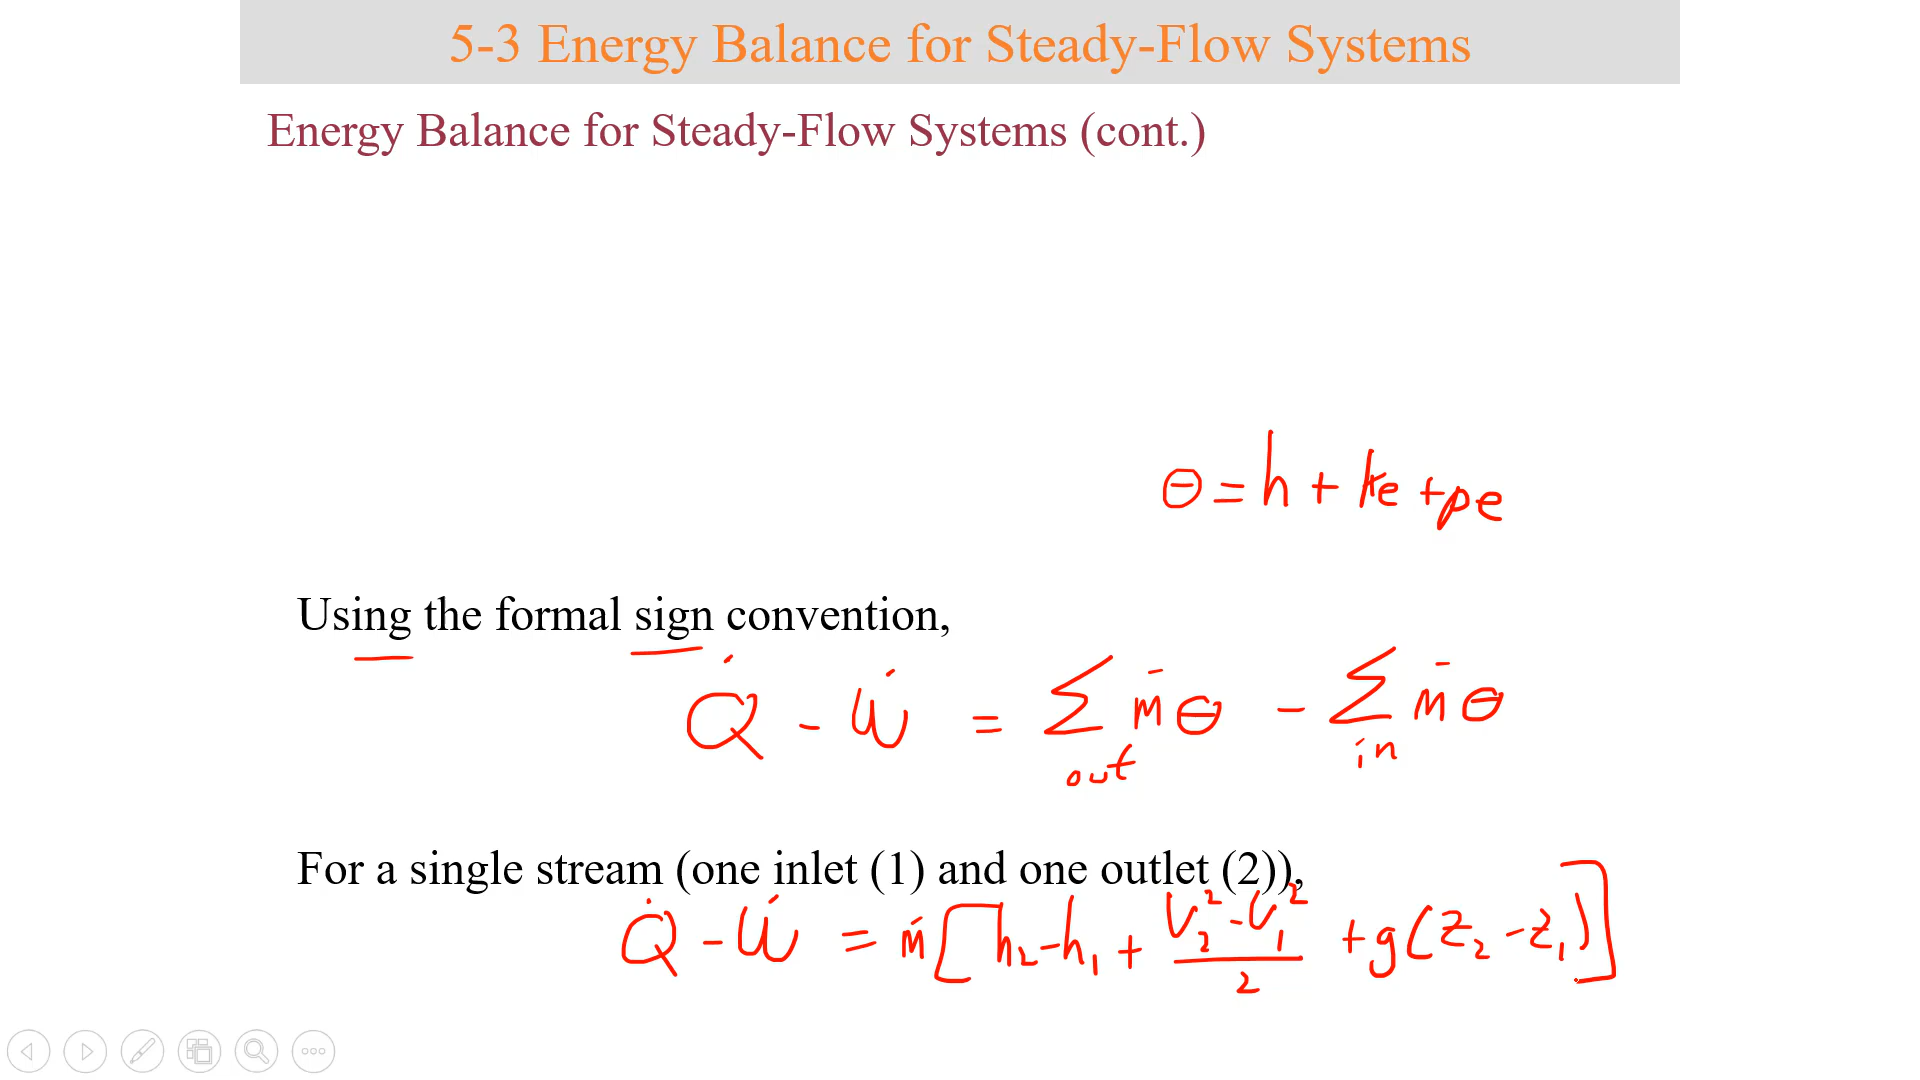 5-3 Energy Balance for Steady-Flow Systems
Energy Balance for Steady-Flow Systems (cont.)
θ = h + ke + pe
Using the formal sign convention,
Q̇ - Ẇ = ∑out ṁθ - ∑in ṁθ
For a single stream (one inlet (1) and one outlet (2)),
Q̇ - Ẇ = ṁ[h₂ - h₁ + (V₂² - V₁²)/2 + g(z₂ - z₁)]